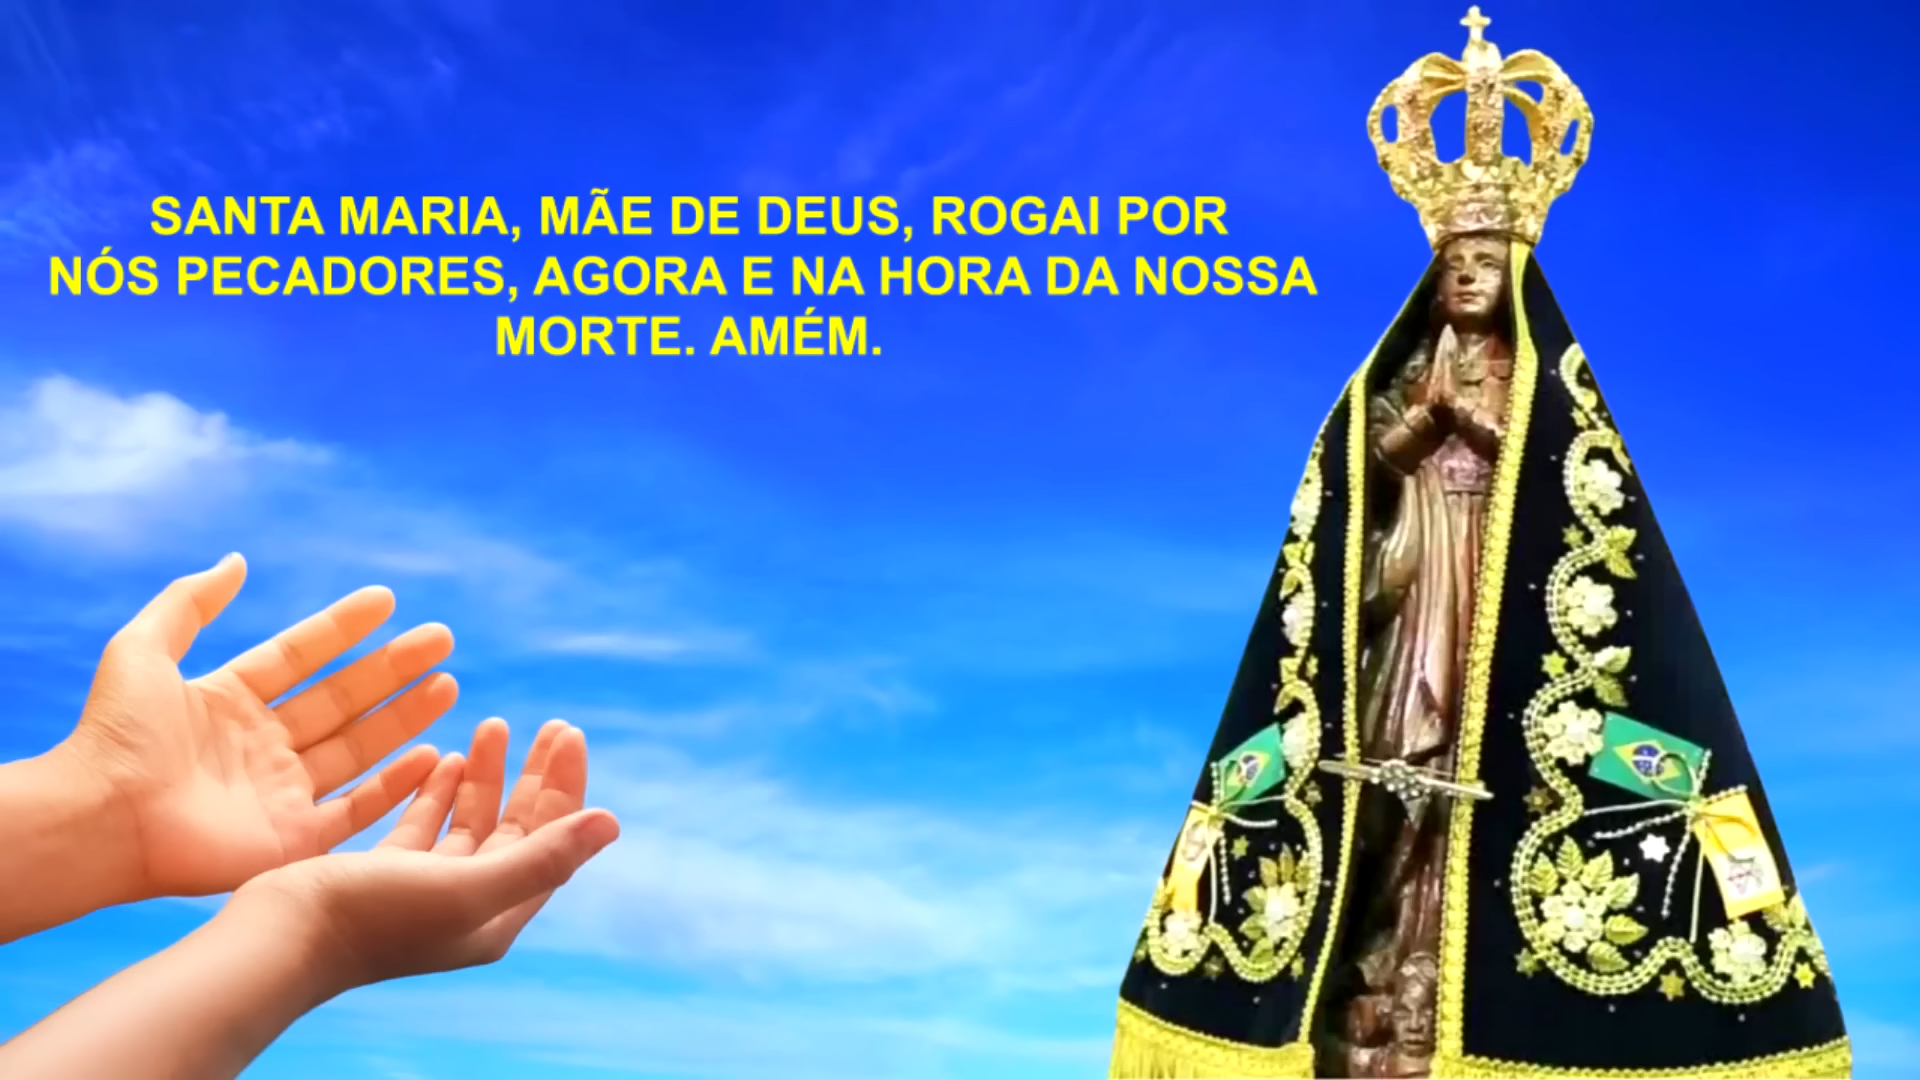 SANTA MARIA, MÃE DE DEUS, ROGAI POR
NÓS PECADORES, AGORA E NA HORA DA NOSSA
MORTE. AMÉM.